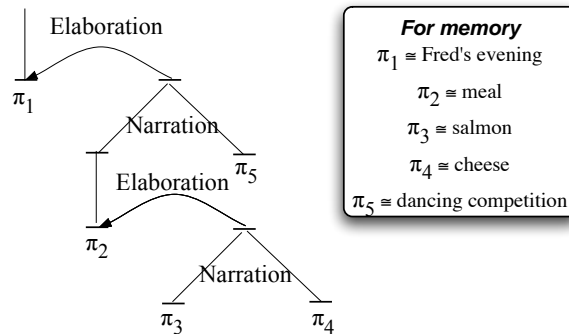 Elaboration
π1
Narration
π5
Elaboration
π2
Narration
π3
π4
For memory
π1 ≅ Fred's evening
π2 ≅ meal
π3 ≅ salmon
π4 ≅ cheese
π5 ≅ dancing competition